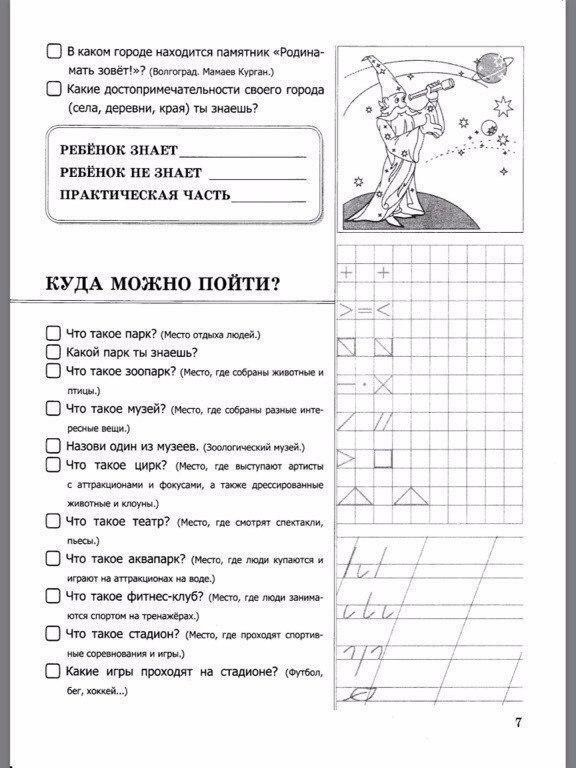 В каком городе находится памятник «Родина-
мать зовёт!»? (Волгоград. Мамаев Курган.)
Какие достопримечательности своего города
(села, деревни, края) ты знаешь?
РЕБЁНОК ЗНАЕТ
РЕБЁНОК НЕ ЗНАЕТ
ПРАКТИЧЕСКАЯ ЧАСТЬ
КУДА МОЖНО ПОЙТИ?
Что такое парк? (Место отдыха людей.)
Какой парк ты знаешь?
Что такое зоопарк? (Место, где собраны животные и
птицы.)
Что такое музей? (Место, где собраны разные инте-
ресные вещи.)
Назови один из музеев. (Зоологический музей.)
Что такое цирк? (Место, где выступают артисты
с аттракционами и фокусами, а также дрессированные
животные и клоуны.)
Что такое театр? (Место, где смотрят спектакли,
пьесы.)
Что такое аквапарк? (Место, где люди купаются и
играют на аттракционах на воде.)
Что такое фитнес-клуб? (Место, где люди занима-
ются спортом на тренажёрах.)
Что такое стадион? (Место, где проходят спортив-
ные соревнования и игры.)
Какие игры проходят на стадионе? (Футбол,
бег, хоккей...)
+ +
> = <
— · ×
/ //
>
7